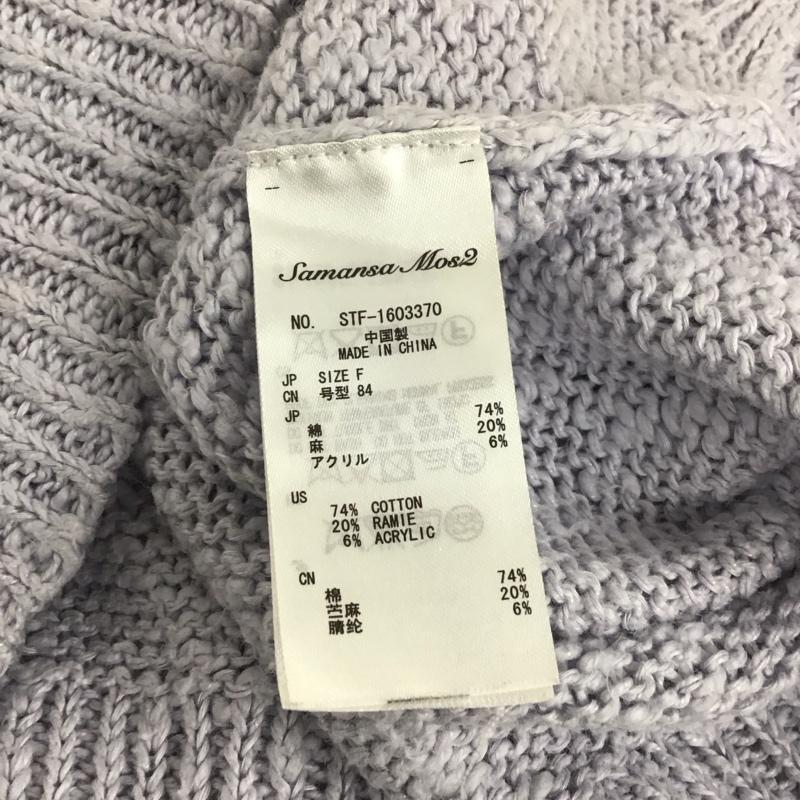 Samansa Mos2
NO. STF-1603370
中国製
MADE IN CHINA
JP SIZE F
CN 号型 84
JP
綿 74%
麻 20%
アクリル 6%
US
74% COTTON
20% RAMIE
6% ACRYLIC
CN
棉 74%
苎麻 20%
腈纶 6%